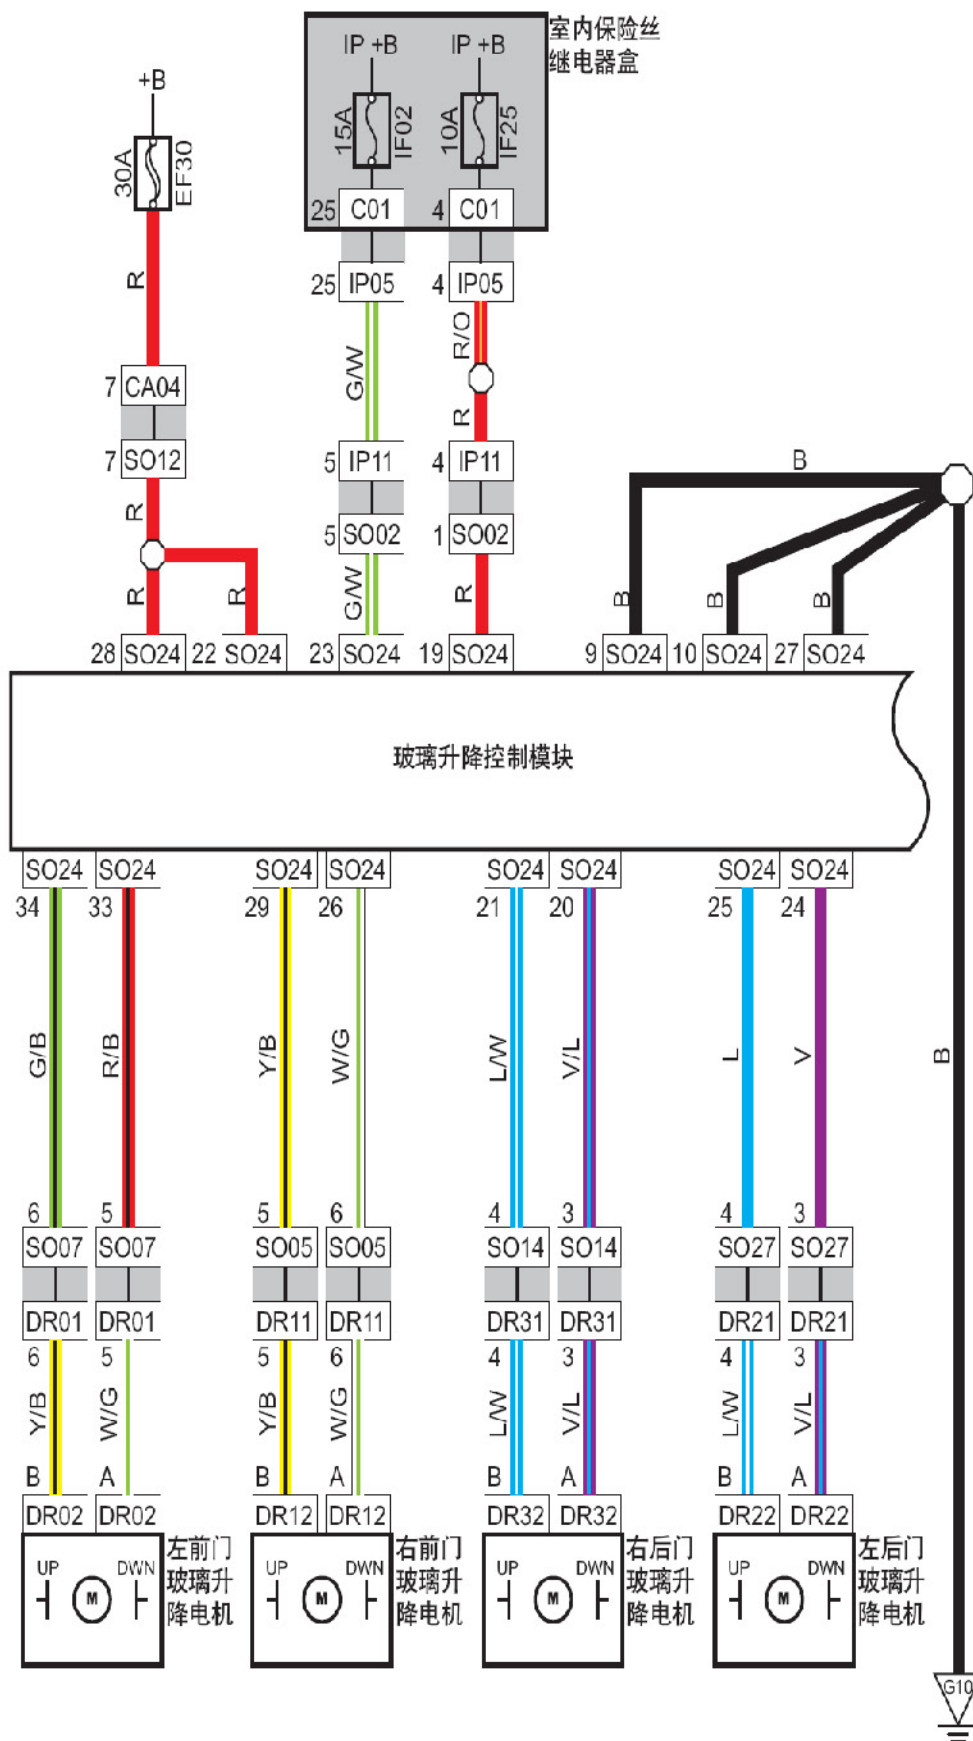 室内保险丝
继电器盒
IP +B IP +B
+B
30A EF30 15A IF02 10A IF25
25 C01 4 C01
25 IP05 4 IP05
R G/W R/O
R
7 CA04
7 SO12
5 IP11 4 IP11
B
5 SO02 1 SO02
R
R R G/W R B B B
28 SO24 22 SO24 23 SO24 19 SO24 9 SO24 10 SO24 27 SO24
玻璃升降控制模块
SO24 SO24 SO24 SO24 SO24 SO24 SO24 SO24
34 33 29 26 21 20 25 24
G/B R/B Y/B W/G L/W V/L L V B
6 5 5 6 4 3 4 3
SO07 SO07 SO05 SO05 SO14 SO14 SO27 SO27
DR01 DR01 DR11 DR11 DR31 DR31 DR21 DR21
6 5 5 6 4 3 4 3
Y/B W/G Y/B W/G L/W V/L L/W V/L
B A B A B A B A
DR02 DR02 DR12 DR12 DR32 DR32 DR22 DR22
UP DWN
M
左前门
玻璃升
降电机
UP DWN
M
右前门
玻璃升
降电机
UP DWN
M
右后门
玻璃升
降电机
UP DWN
M
左后门
玻璃升
降电机
G10